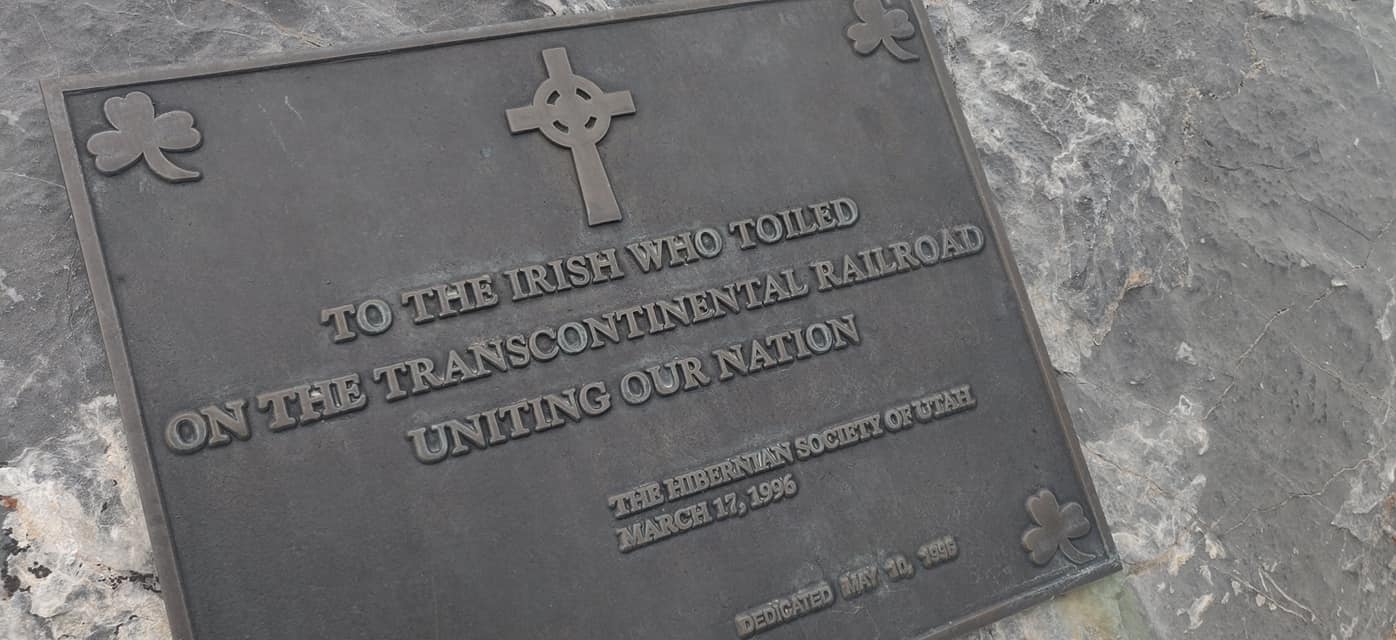 TO THE IRISH WHO TOILED
ON THE TRANSCONTINENTAL RAILROAD
UNITING OUR NATION
THE HIBERNIAN SOCIETY OF UTAH
MARCH 17, 1996
DEDICATED MAY 10, 1996